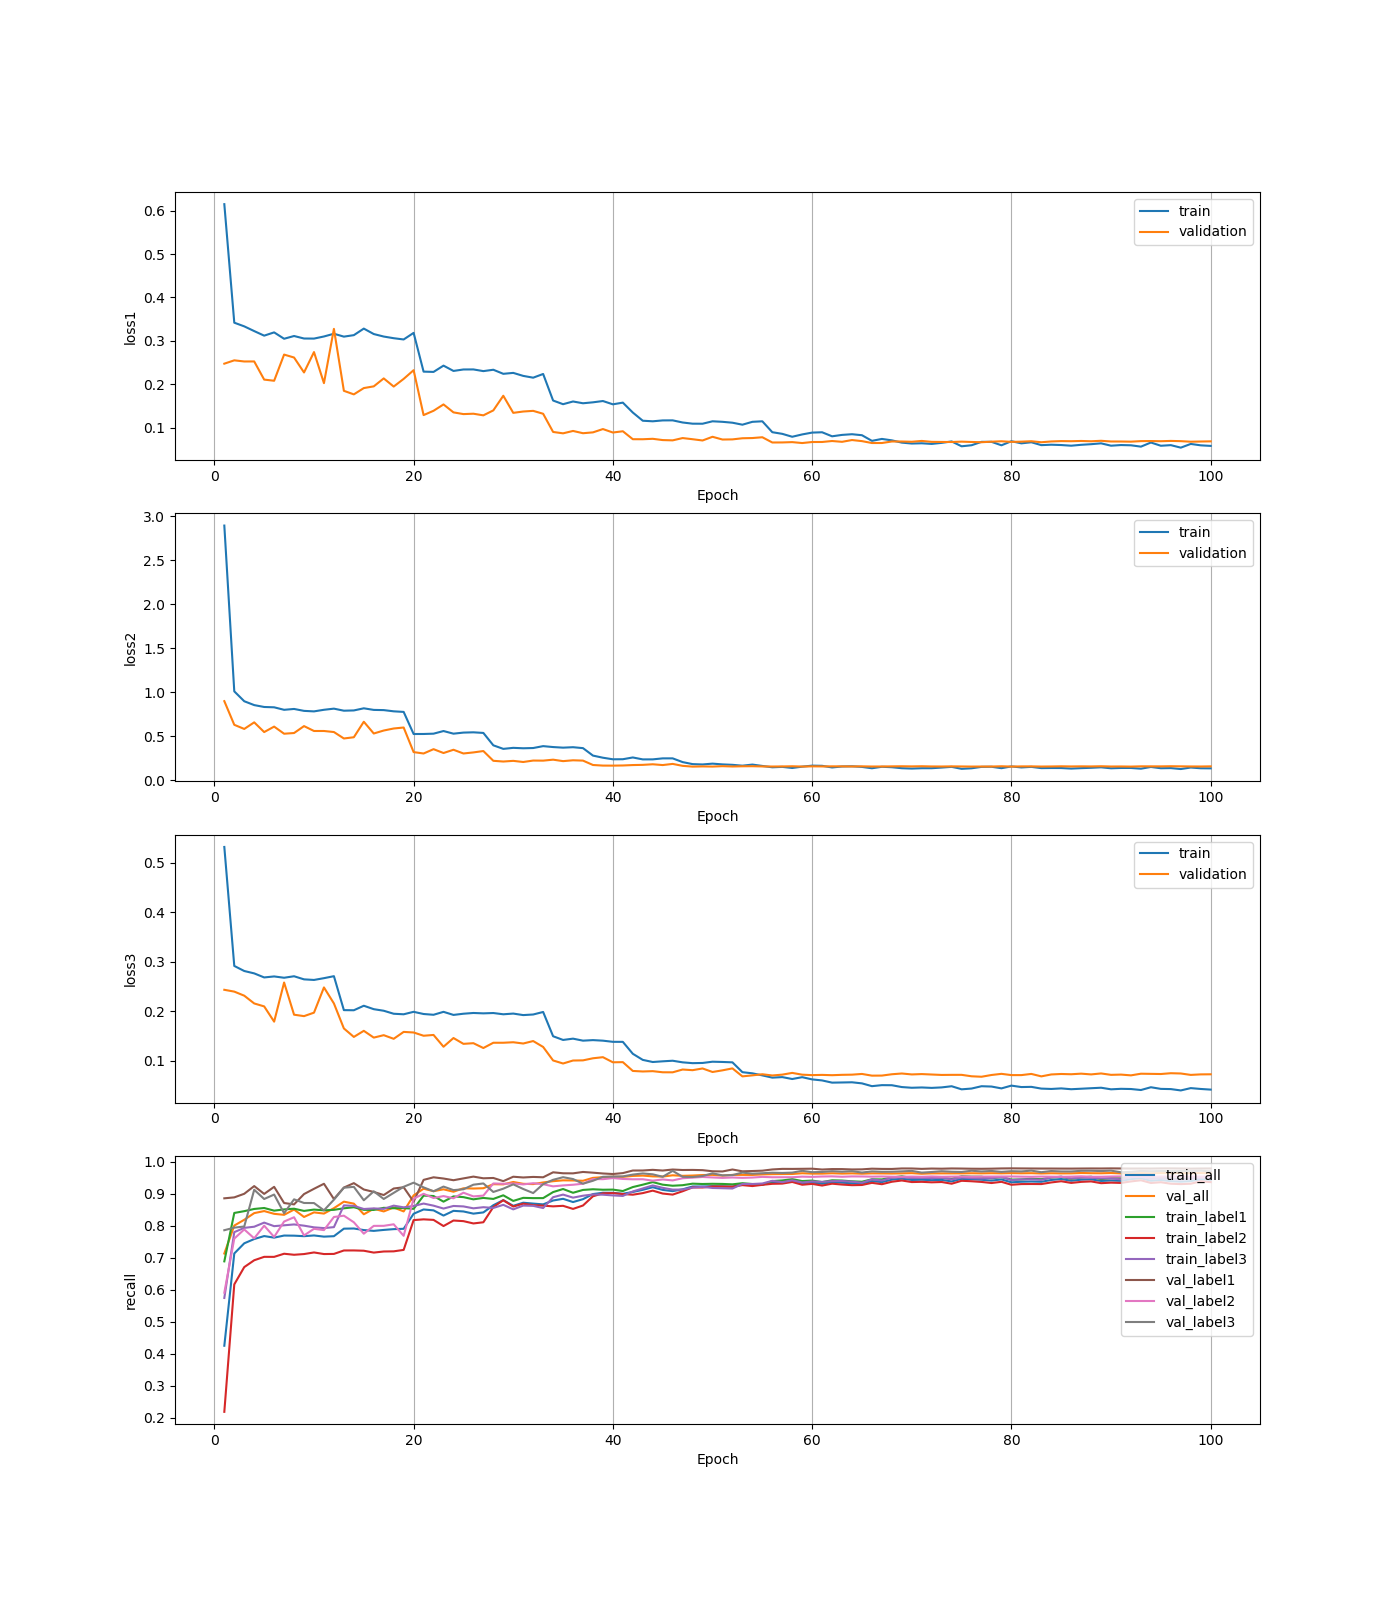 0.6
0.5
0.4
0.3
0.2
0.1
loss1
train
validation
0 20 40 60 80 100
Epoch
3.0
2.5
2.0
1.5
1.0
0.5
0.0
loss2
train
validation
0 20 40 60 80 100
Epoch
0.5
0.4
0.3
0.2
0.1
loss3
train
validation
0 20 40 60 80 100
Epoch
1.0
0.9
0.8
0.7
0.6
0.5
0.4
0.3
0.2
recall
train_all
val_all
train_label1
train_label2
train_label3
val_label1
val_label2
val_label3
0 20 40 60 80 100
Epoch